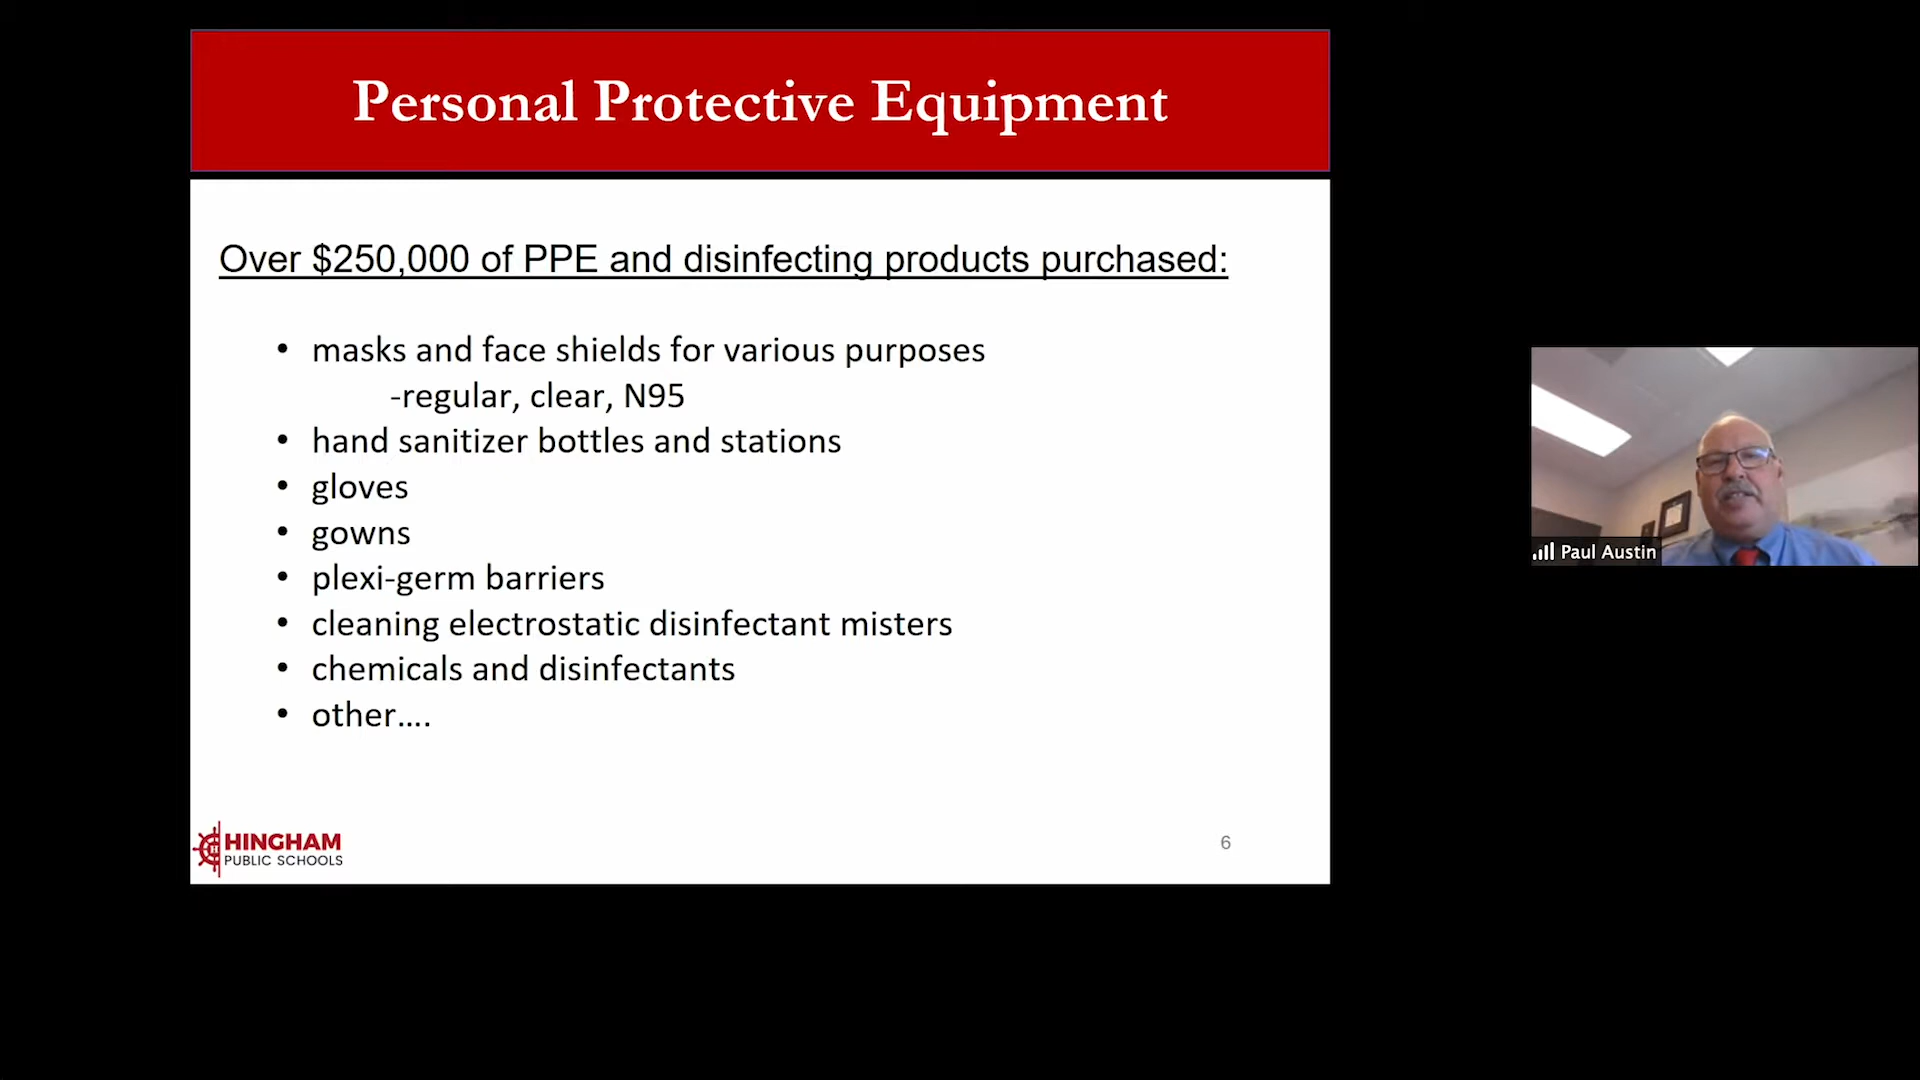 Personal Protective Equipment
Over $250,000 of PPE and disinfecting products purchased:
• masks and face shields for various purposes
-regular, clear, N95
• hand sanitizer bottles and stations
• gloves
• gowns
• plexi-germ barriers
• cleaning electrostatic disinfectant misters
• chemicals and disinfectants
• other….
H HINGHAM
PUBLIC SCHOOLS
6
Paul Austin